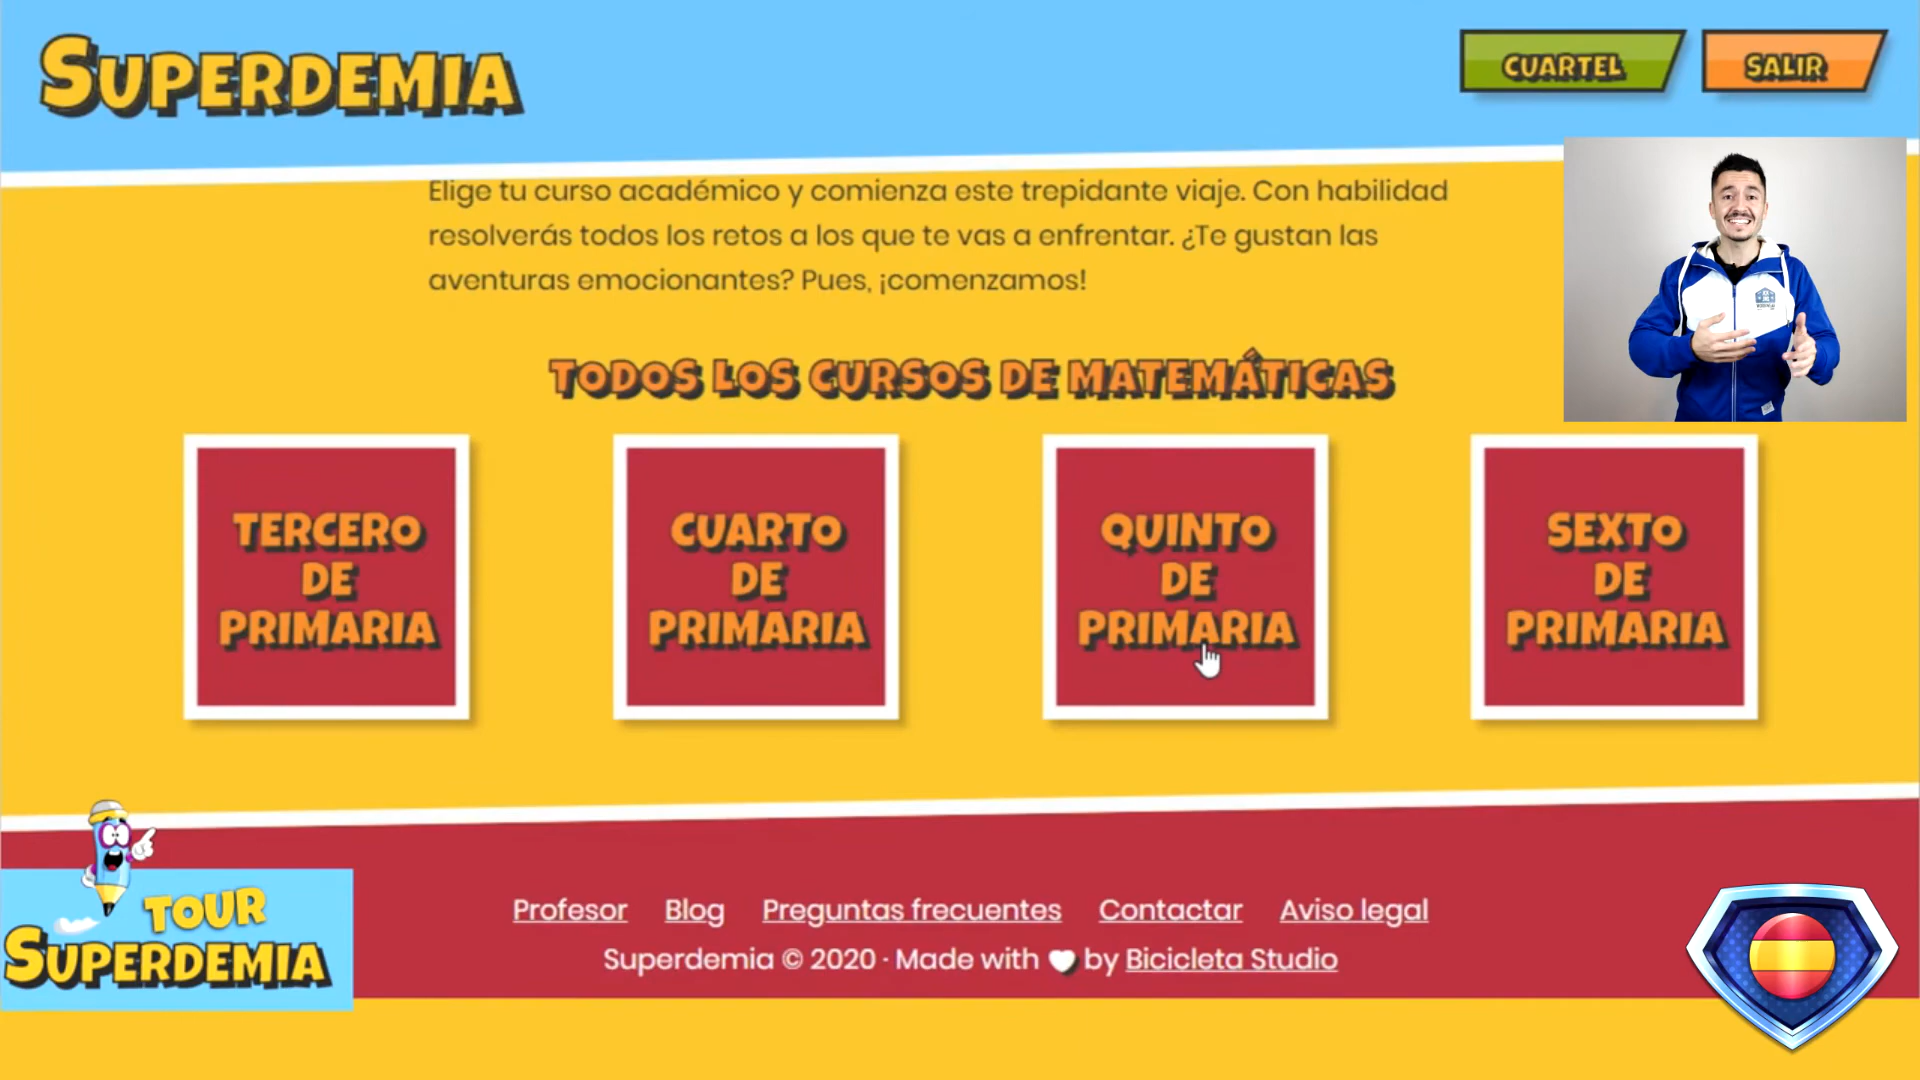 SUPERDEMIA
CUARTEL
SALIR
Elige tu curso académico y comienza este trepidante viaje. Con habilidad
resolverás todos los retos a los que te vas a enfrentar. ¿Te gustan las
aventuras emocionantes? Pues, ¡comenzamos!
TODOS LOS CURSOS DE MATEMÁTICAS
TERCERO
DE
PRIMARIA
CUARTO
DE
PRIMARIA
QUINTO
DE
PRIMARIA
SEXTO
DE
PRIMARIA
TOUR
SUPERDEMIA
Profesor Blog Preguntas frecuentes Contactar Aviso legal
Superdemia © 2020 · Made with 🤍 by Bicicleta Studio